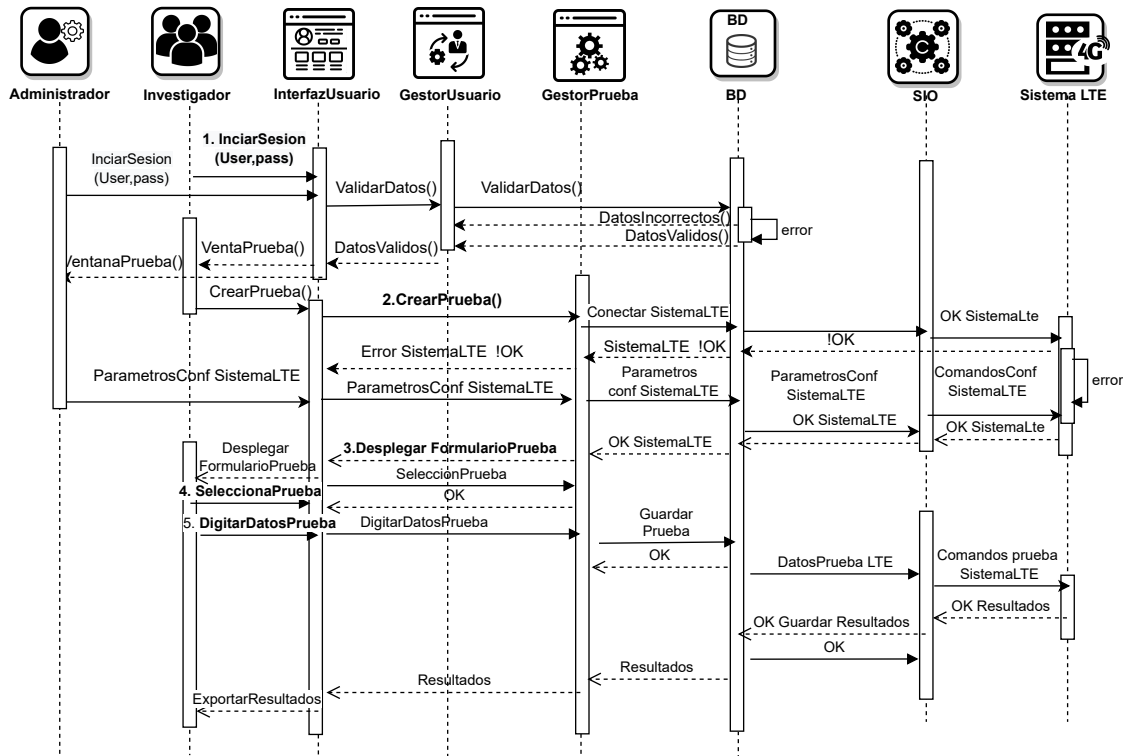 BD
4G
Administrador
Investigador
InterfazUsuario
GestorUsuario
GestorPrueba
BD
SIO
Sistema LTE
1. InciarSesion
(User,pass)
InciarSesion
(User,pass)
ValidarDatos()
ValidarDatos()
DatosIncorrectos()
error
DatosValidos()
DatosValidos()
VentaPrueba()
VentanaPrueba()
CrearPrueba()
2.CrearPrueba()
Conectar SistemaLTE
OK SistemaLte
!OK
SistemaLTE !OK
Error SistemaLTE !OK
ParametrosConf SistemaLTE
ParametrosConf SistemaLTE
Parametros
conf SistemaLTE
ParametrosConf
SistemaLTE
ComandosConf
SistemaLTE
error
OK SistemaLTE
OK SistemaLte
OK SistemaLTE
3.Desplegar FormularioPrueba
Desplegar
FormularioPrueba
SeleccionPrueba
4. SeleccionaPrueba
OK
5. DigitarDatosPrueba
DigitarDatosPrueba
Guardar
Prueba
OK
DatosPrueba LTE
Comandos prueba
SistemaLTE
OK Resultados
OK Guardar Resultados
OK
Resultados
Resultados
ExportarResultados